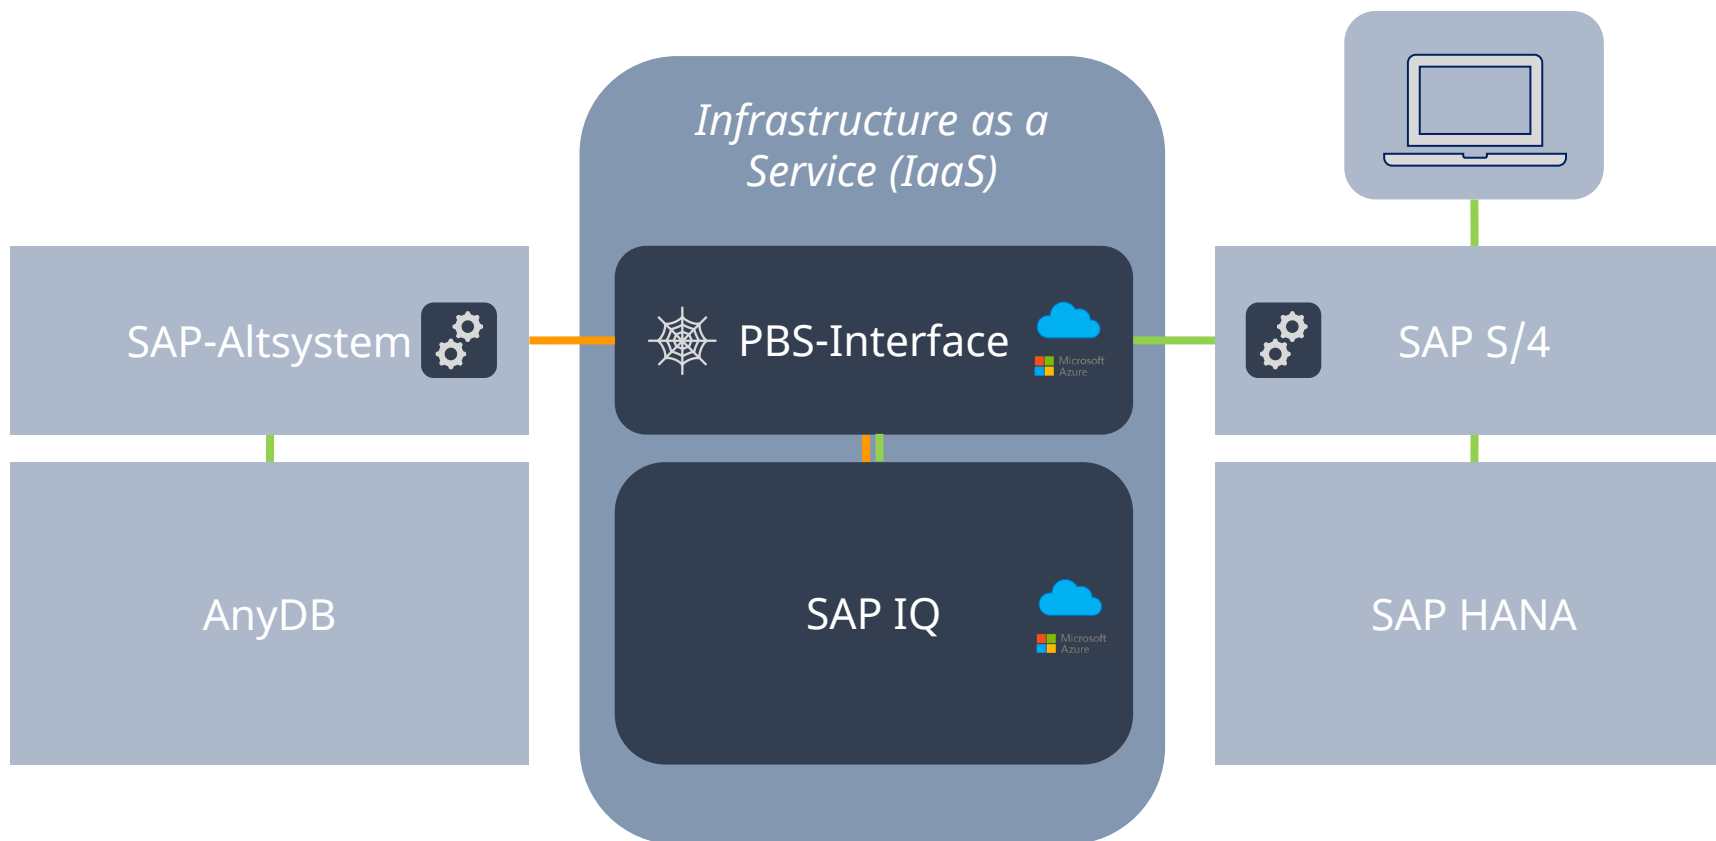 Infrastructure as a
Service (IaaS)
SAP-Altsystem
PBS-Interface
Microsoft
Azure
SAP S/4
AnyDB
SAP IQ
Microsoft
Azure
SAP HANA